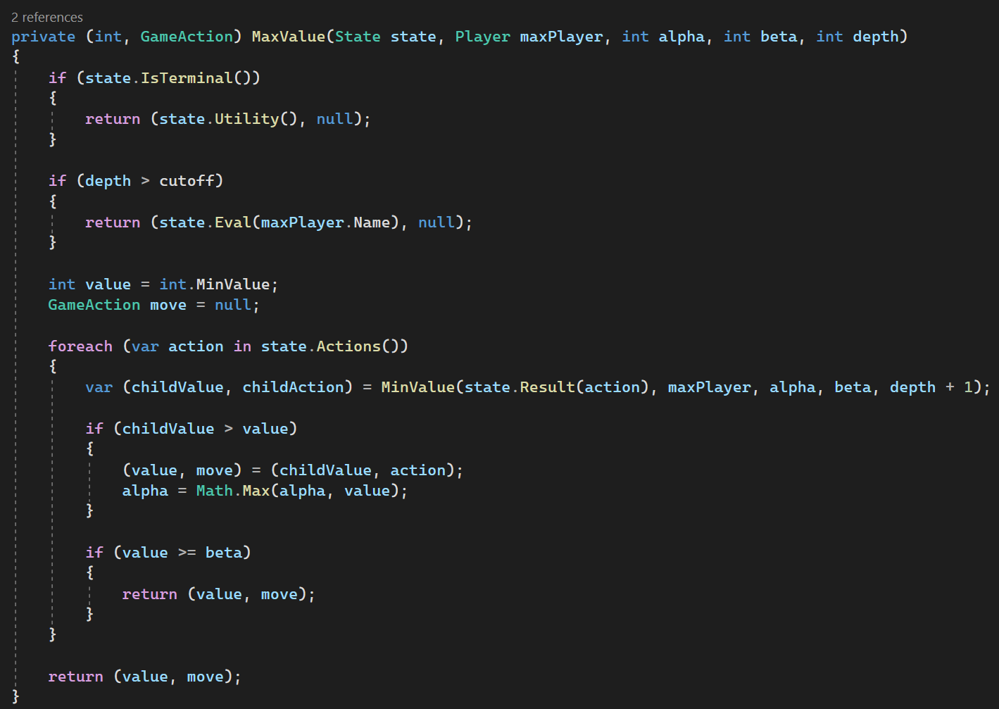 2 references
private (int, GameAction) MaxValue(State state, Player maxPlayer, int alpha, int beta, int depth)
{
    if (state.IsTerminal())
    {
        return (state.Utility(), null);
    }

    if (depth > cutoff)
    {
        return (state.Eval(maxPlayer.Name), null);
    }

    int value = int.MinValue;
    GameAction move = null;

    foreach (var action in state.Actions())
    {
        var (childValue, childAction) = MinValue(state.Result(action), maxPlayer, alpha, beta, depth + 1);

        if (childValue > value)
        {
            (value, move) = (childValue, action);
            alpha = Math.Max(alpha, value);
        }

        if (value >= beta)
        {
            return (value, move);
        }
    }

    return (value, move);
}